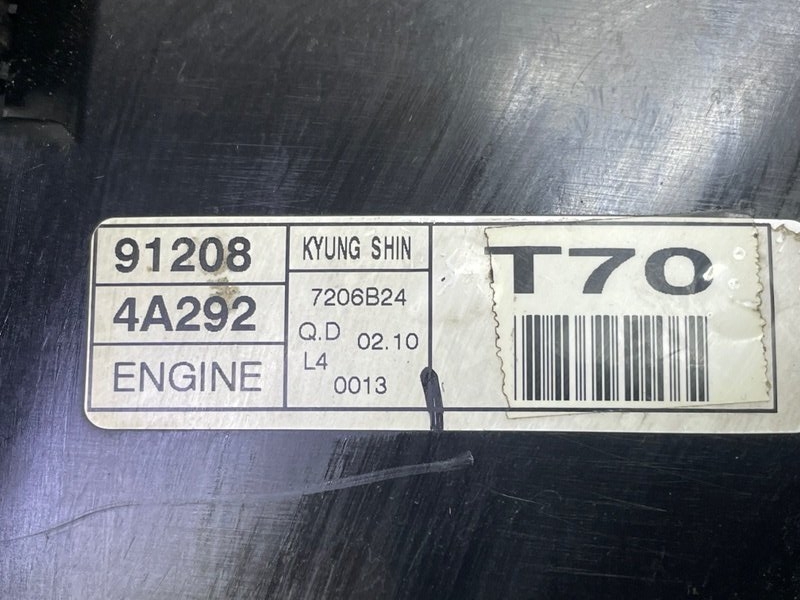 91208
4A292
ENGINE
KYUNG SHIN
7206B24
Q.D 02.10
L4
0013
T70